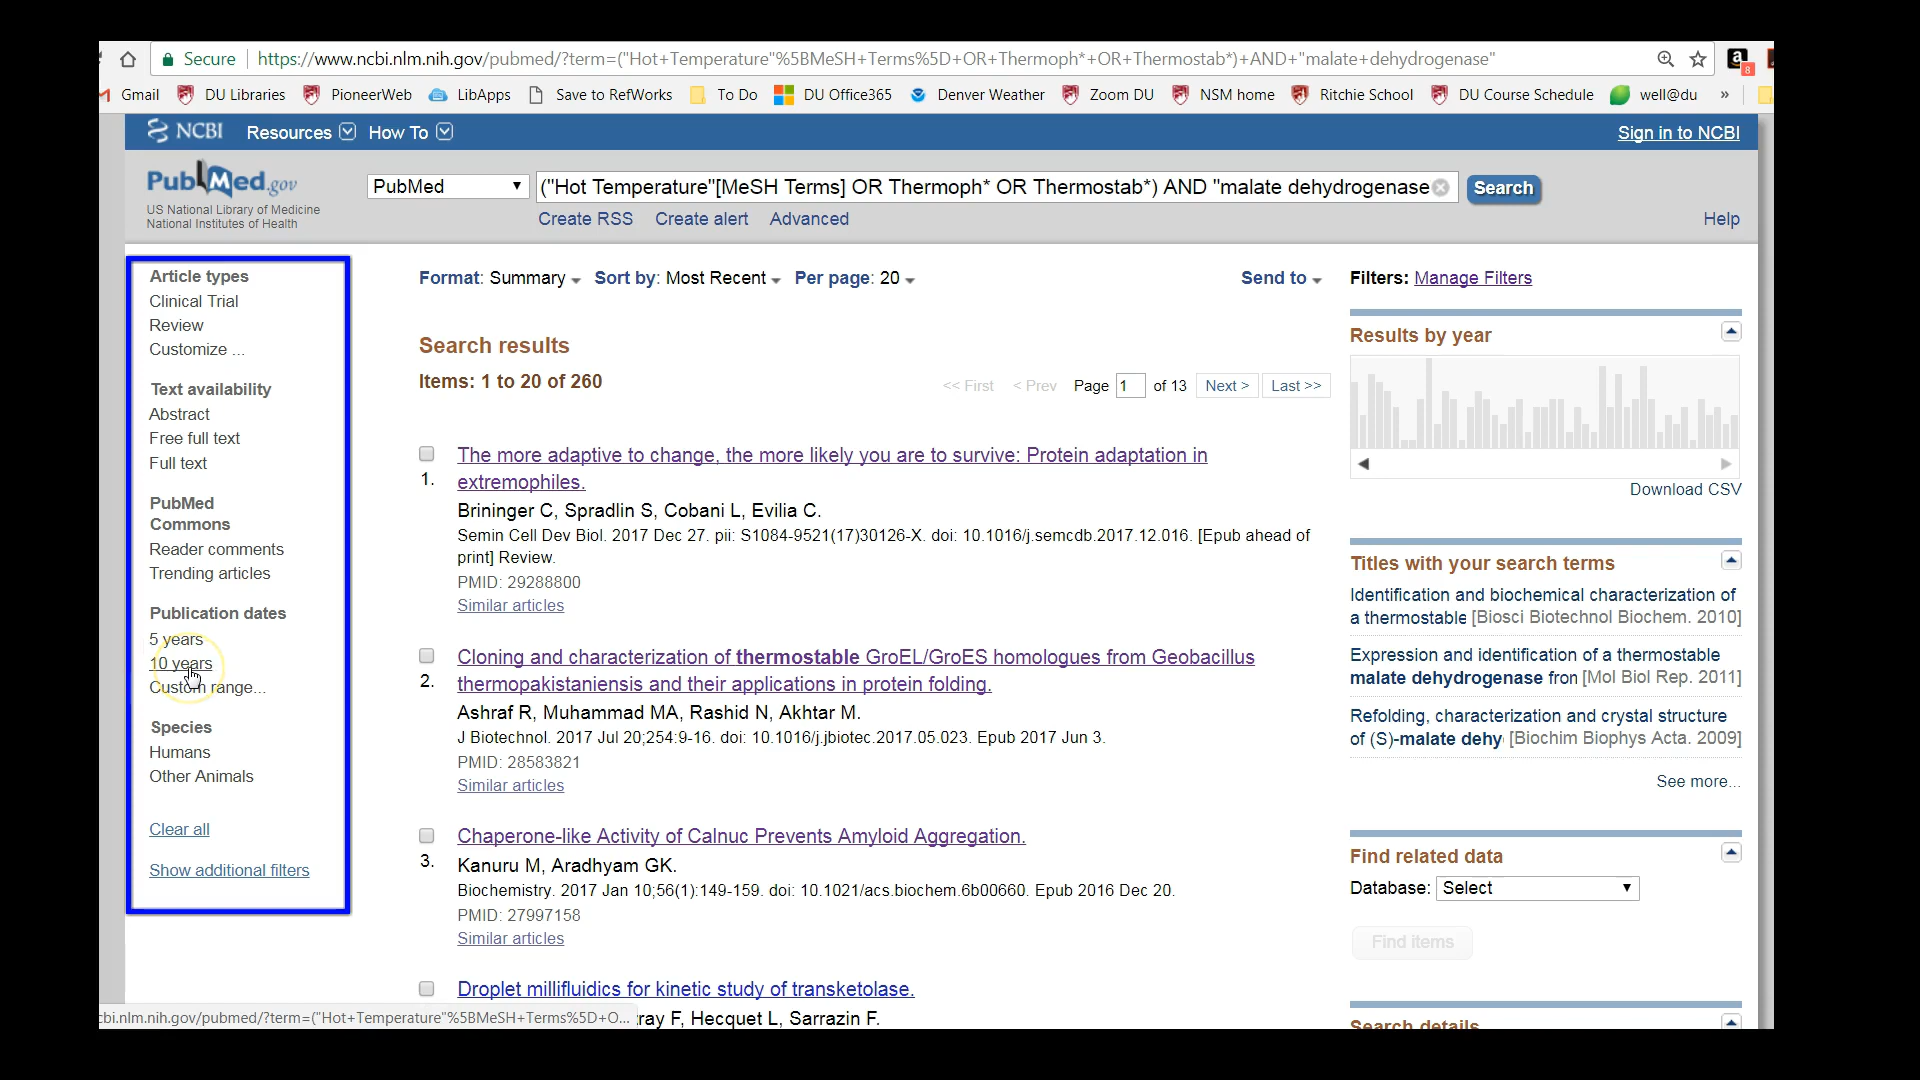 Secure https://www.ncbi.nlm.nih.gov/pubmed/?term=("Hot+Temperature"%5BMeSH+Terms%5D+OR+Thermoph*+OR+Thermostab*)+AND+"malate+dehydrogenase"
8
Gmail DU Libraries PioneerWeb LibApps Save to RefWorks To Do DU Office365 Denver Weather Zoom DU NSM home Ritchie School DU Course Schedule well@du »
NCBI Resources How To Sign in to NCBI
PubMed.gov
US National Library of Medicine
National Institutes of Health
PubMed ("Hot Temperature"[MeSH Terms] OR Thermoph* OR Thermostab*) AND "malate dehydrogenase Search
Create RSS Create alert Advanced Help
Article types
Clinical Trial
Review
Customize ...
Text availability
Abstract
Free full text
Full text
PubMed
Commons
Reader comments
Trending articles
Publication dates
5 years
10 years
Custom range...
Species
Humans
Other Animals
Clear all
Show additional filters
Format: Summary Sort by: Most Recent Per page: 20 Send to
Search results
Items: 1 to 20 of 260
<< First < Prev Page 1 of 13 Next > Last >>
The more adaptive to change, the more likely you are to survive: Protein adaptation in
1. extremophiles.
Brininger C, Spradlin S, Cobani L, Evilia C.
Semin Cell Dev Biol. 2017 Dec 27. pii: S1084-9521(17)30126-X. doi: 10.1016/j.semcdb.2017.12.016. [Epub ahead of
print] Review.
PMID: 29288800
Similar articles
Cloning and characterization of thermostable GroEL/GroES homologues from Geobacillus
2. thermopakistaniensis and their applications in protein folding.
Ashraf R, Muhammad MA, Rashid N, Akhtar M.
J Biotechnol. 2017 Jul 20;254:9-16. doi: 10.1016/j.jbiotec.2017.05.023. Epub 2017 Jun 3.
PMID: 28583821
Similar articles
Chaperone-like Activity of Calnuc Prevents Amyloid Aggregation.
3. Kanuru M, Aradhyam GK.
Biochemistry. 2017 Jan 10;56(1):149-159. doi: 10.1021/acs.biochem.6b00660. Epub 2016 Dec 20.
PMID: 27997158
Similar articles
Droplet millifluidics for kinetic study of transketolase.
ray F, Hecquet L, Sarrazin F.
Filters: Manage Filters
Results by year
Download CSV
Titles with your search terms
Identification and biochemical characterization of
a thermostable [Biosci Biotechnol Biochem. 2010]
Expression and identification of a thermostable
malate dehydrogenase fron [Mol Biol Rep. 2011]
Refolding, characterization and crystal structure
of (S)-malate dehy [Biochim Biophys Acta. 2009]
See more...
Find related data
Database: Select
Find items
Search details
cbi.nlm.nih.gov/pubmed/?term=("Hot+Temperature"%5BMeSH+Terms%5D+O...